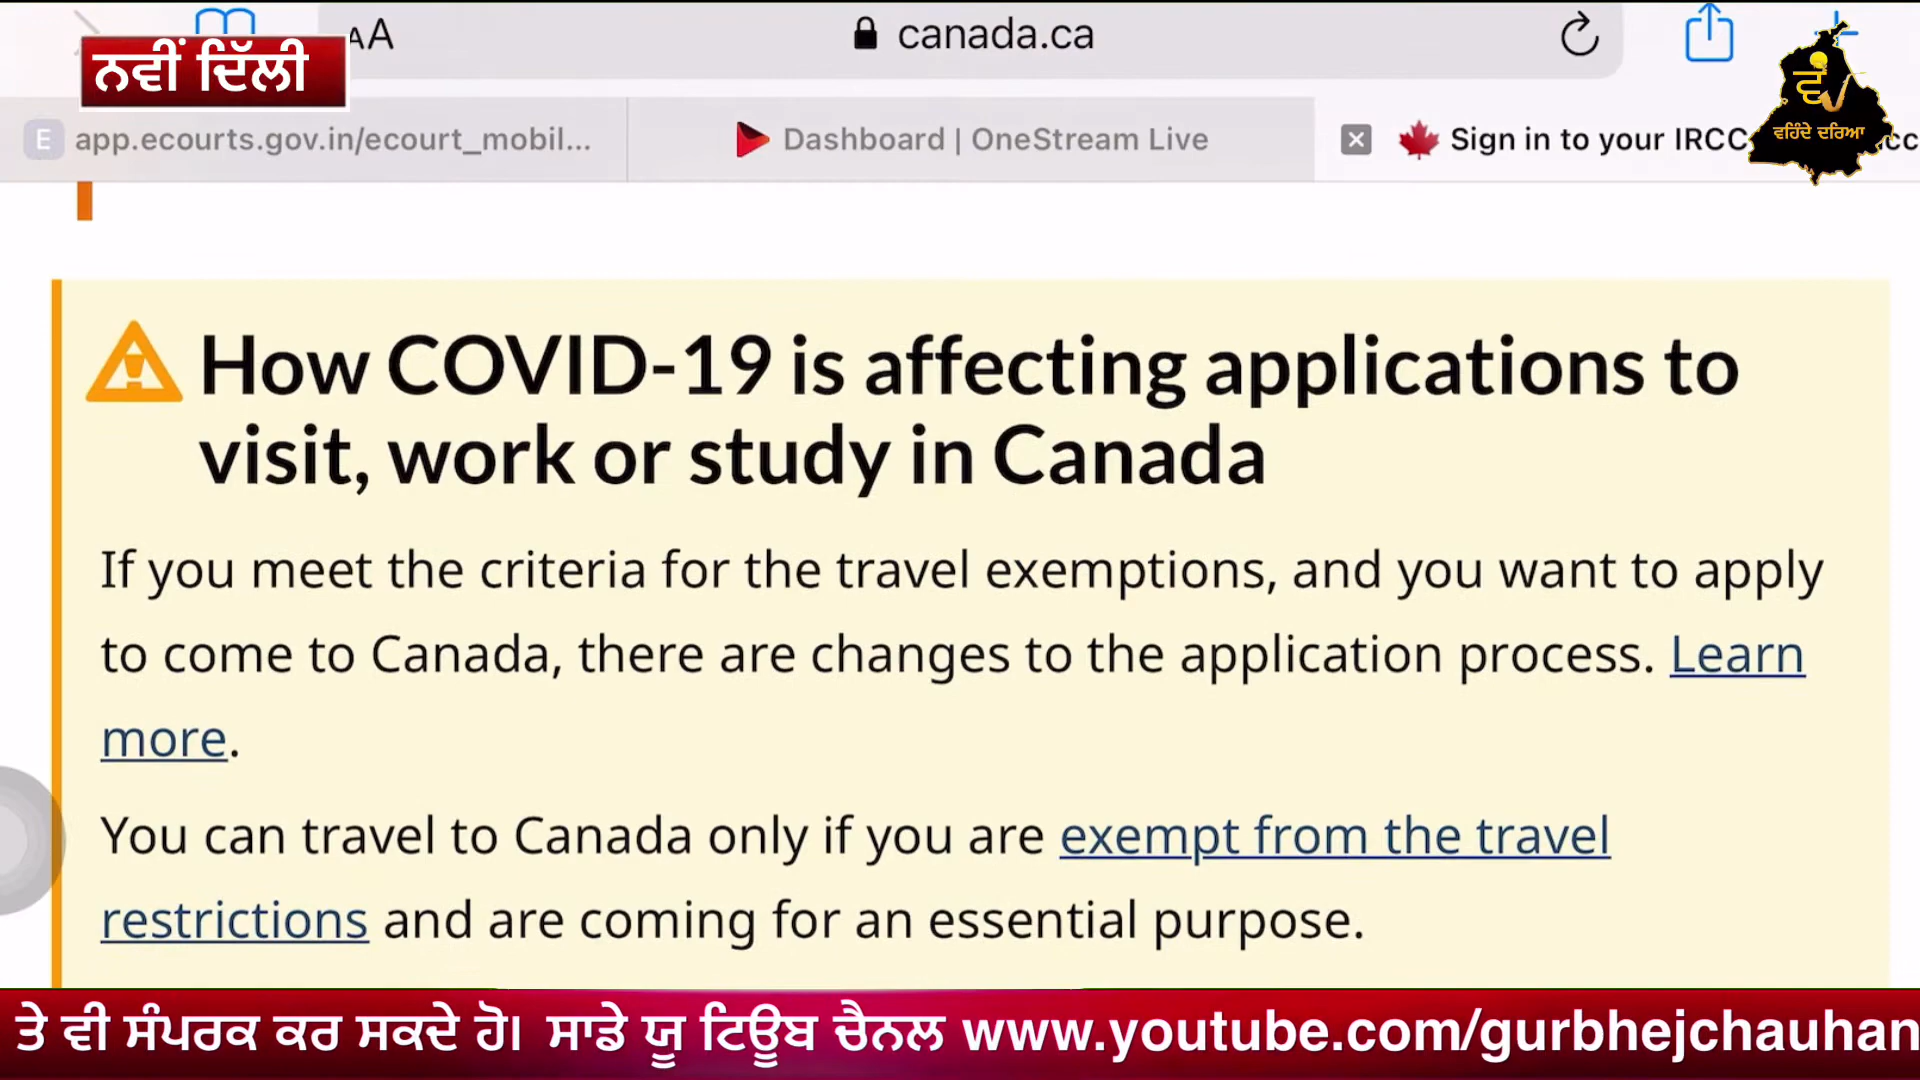 AA
canada.ca
ਨਵੀਂ ਦਿੱਲੀ
E app.ecourts.gov.in/ecourt_mobil...
Dashboard | OneStream Live
Sign in to your IRCC
ਵਹਿੰਦੇ ਦਰਿਆ
How COVID-19 is affecting applications to
visit, work or study in Canada
If you meet the criteria for the travel exemptions, and you want to apply
to come to Canada, there are changes to the application process. Learn
more.
You can travel to Canada only if you are exempt from the travel
restrictions and are coming for an essential purpose.
ਤੇ ਵੀ ਸੰਪਰਕ ਕਰ ਸਕਦੇ ਹੋ। ਸਾਡੇ ਯੂ ਟਿਊਬ ਚੈਨਲ www.youtube.com/gurbhejchauhan